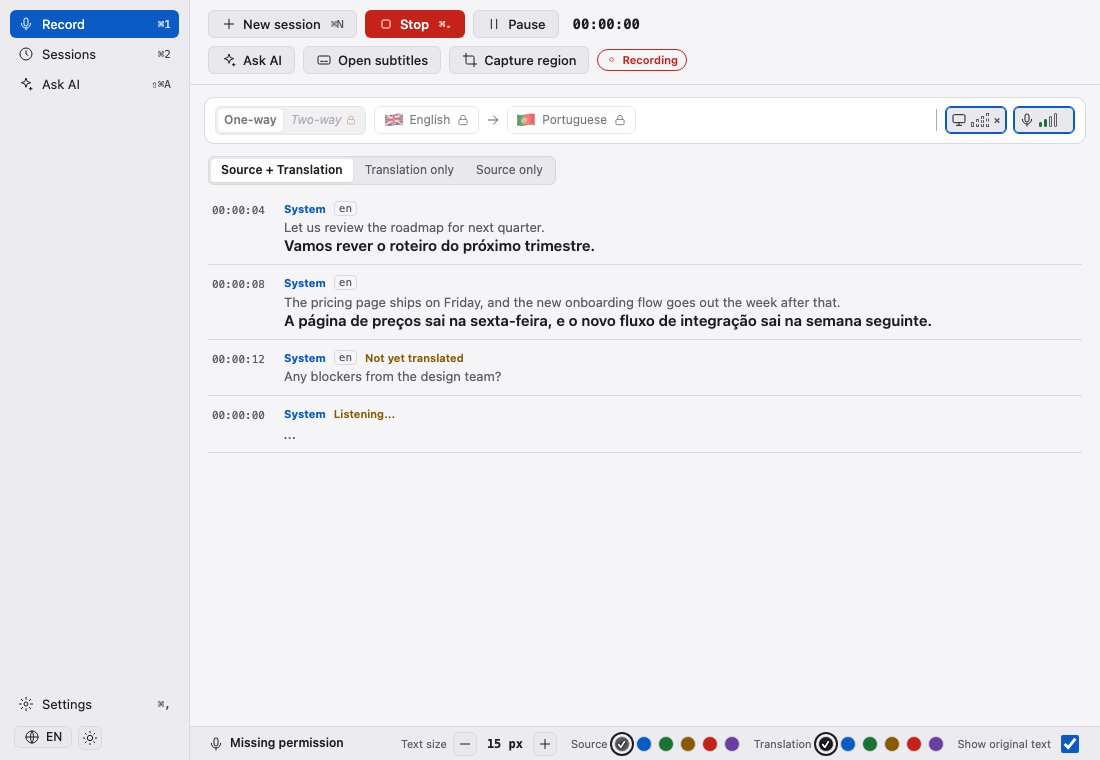 Record ⌘1
Sessions ⌘2
Ask AI ⇧⌘A
New session ⌘N
Stop ⌘.
Pause
00:00:00
Ask AI
Open subtitles
Capture region
Recording
One-way
Two-way
English
→
Portuguese
Source + Translation
Translation only
Source only
00:00:04 System en
Let us review the roadmap for next quarter.
Vamos rever o roteiro do próximo trimestre.
00:00:08 System en
The pricing page ships on Friday, and the new onboarding flow goes out the week after that.
A página de preços sai na sexta-feira, e o novo fluxo de integração sai na semana seguinte.
00:00:12 System en Not yet translated
Any blockers from the design team?
00:00:00 System Listening...
...
Settings ⌘,
EN
Missing permission
Text size
15 px
Source
Translation
Show original text